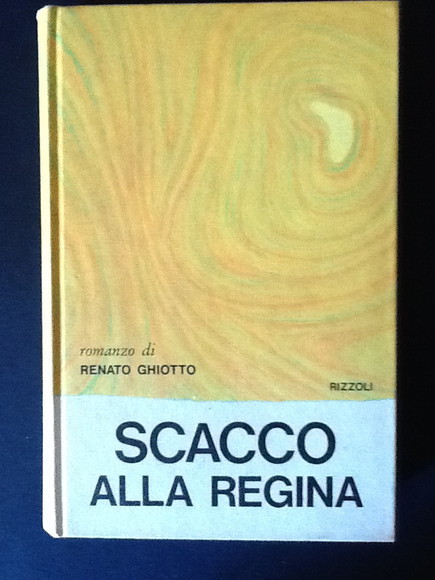 romanzo di
RENATO GHIOTTO
RIZZOLI
SCACCO
ALLA REGINA